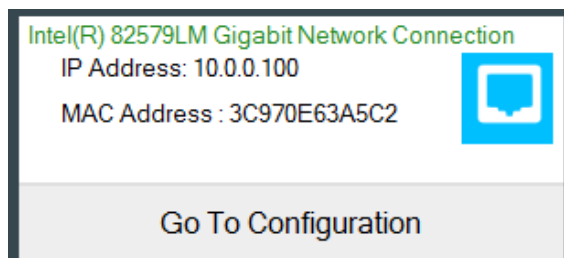 Intel(R) 82579LM Gigabit Network Connection
IP Address: 10.0.0.100
MAC Address : 3C970E63A5C2
Go To Configuration